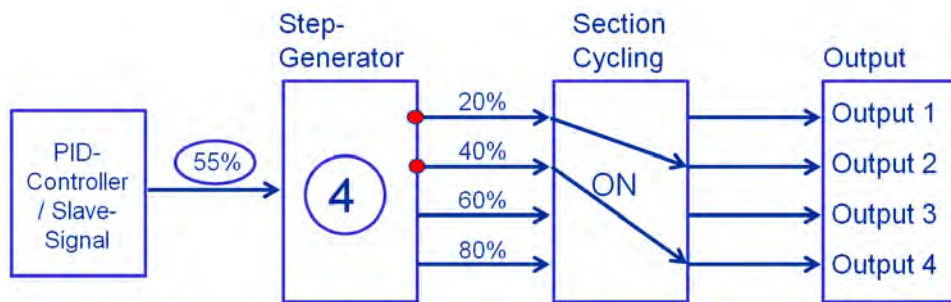 Step-
Generator
Section
Cycling
Output
PID-
Controller
/ Slave-
Signal
55%
4
20%
40%
60%
80%
ON
Output 1
Output 2
Output 3
Output 4